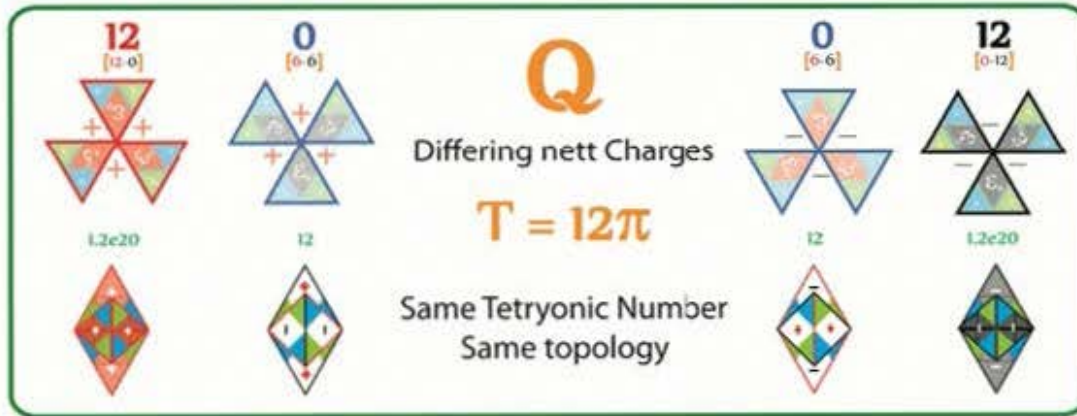 12
[12-0]
0
[6-6]
Q
0
[6-6]
12
[0-12]
Differing nett Charges
T = 12π
1.2e20
12
12
1.2e20
Same Tetryonic Number
Same topology